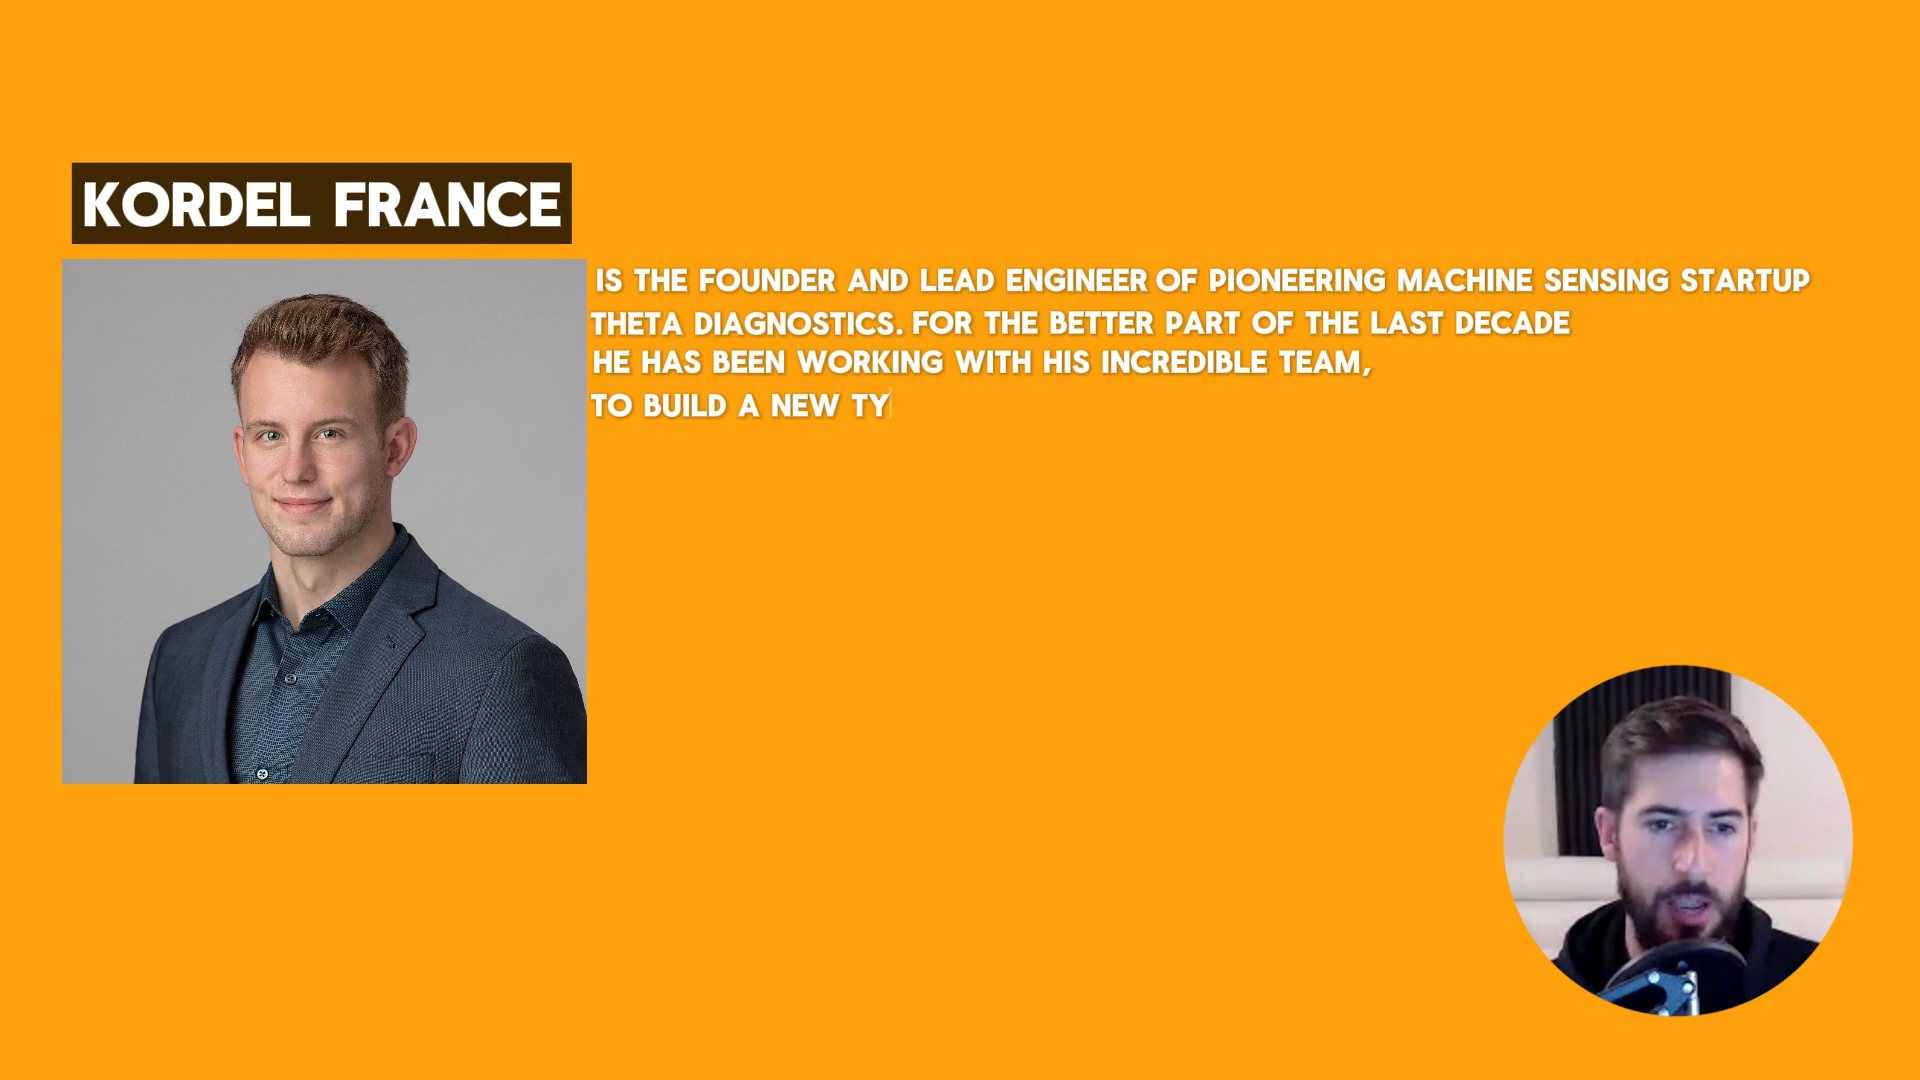 KORDEL FRANCE
IS THE FOUNDER AND LEAD ENGINEER OF PIONEERING MACHINE SENSING STARTUP
THETA DIAGNOSTICS. FOR THE BETTER PART OF THE LAST DECADE
HE HAS BEEN WORKING WITH HIS INCREDIBLE TEAM,
TO BUILD A NEW TY